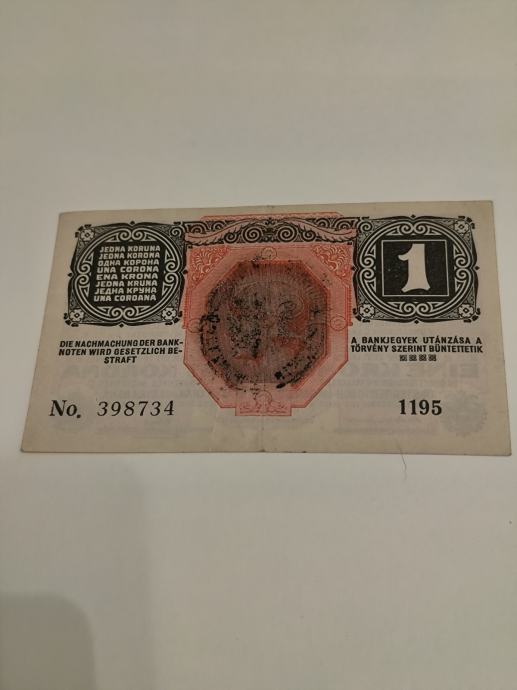 JEDNA KORUNA
JEDNA KORONA
ОДНА КОРОНА
UNA CORONA
ENA KRONA
JEDNA KRUNA
ЈЕДНА КРУНА
UNA COROANA
1
DIE NACHMACHUNG DER BANK-
NOTEN WIRD GESETZLICH BE-
STRAFT
A BANKJEGYEK UTÁNZÁSA A
TÖRVÉNY SZERINT BÜNTETTETIK
No. 398734
1195